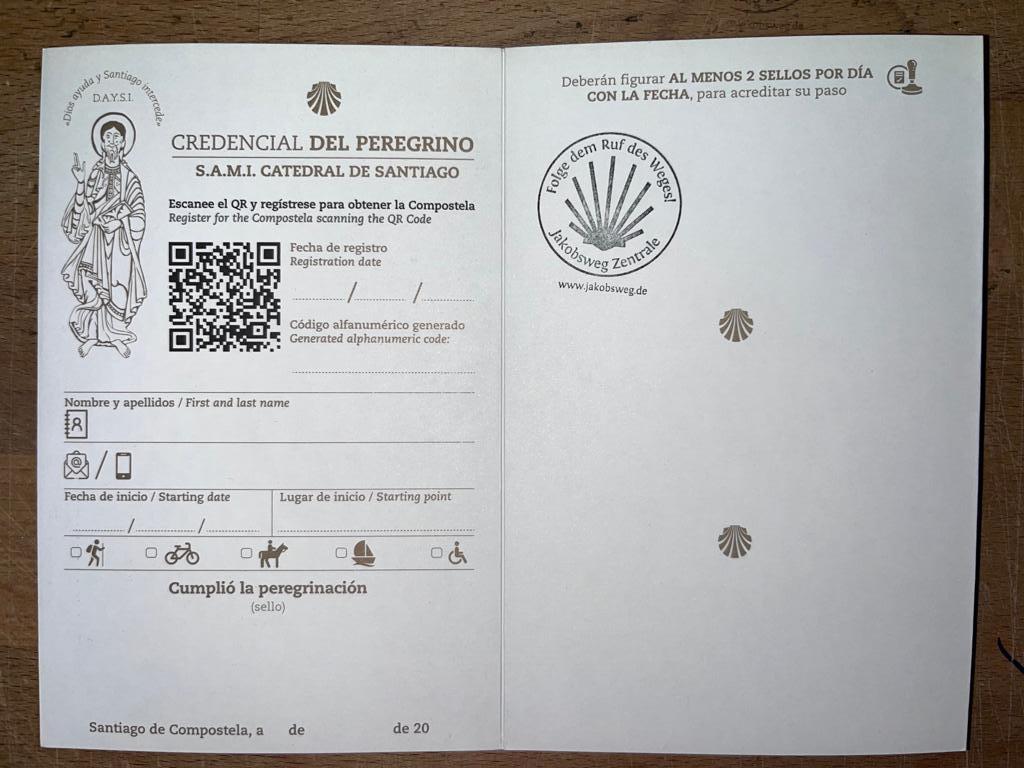 «Dios ayuda y Santiago intercede»
D.A.Y.S.I.
CREDENCIAL DEL PEREGRINO
S.A.M.I. CATEDRAL DE SANTIAGO
Escanee el QR y regístrese para obtener la Compostela
Register for the Compostela scanning the QR Code
Fecha de registro
Registration date
/ /
Código alfanumérico generado
Generated alphanumeric code:
Nombre y apellidos / First and last name
@ /
Fecha de inicio / Starting date
/ /
Lugar de inicio / Starting point
Cumplió la peregrinación
(sello)
Santiago de Compostela, a de de 20
Deberán figurar AL MENOS 2 SELLOS POR DÍA
CON LA FECHA, para acreditar su paso
Folge dem Ruf des Weges!
Jakobsweg Zentrale
www.jakobsweg.de